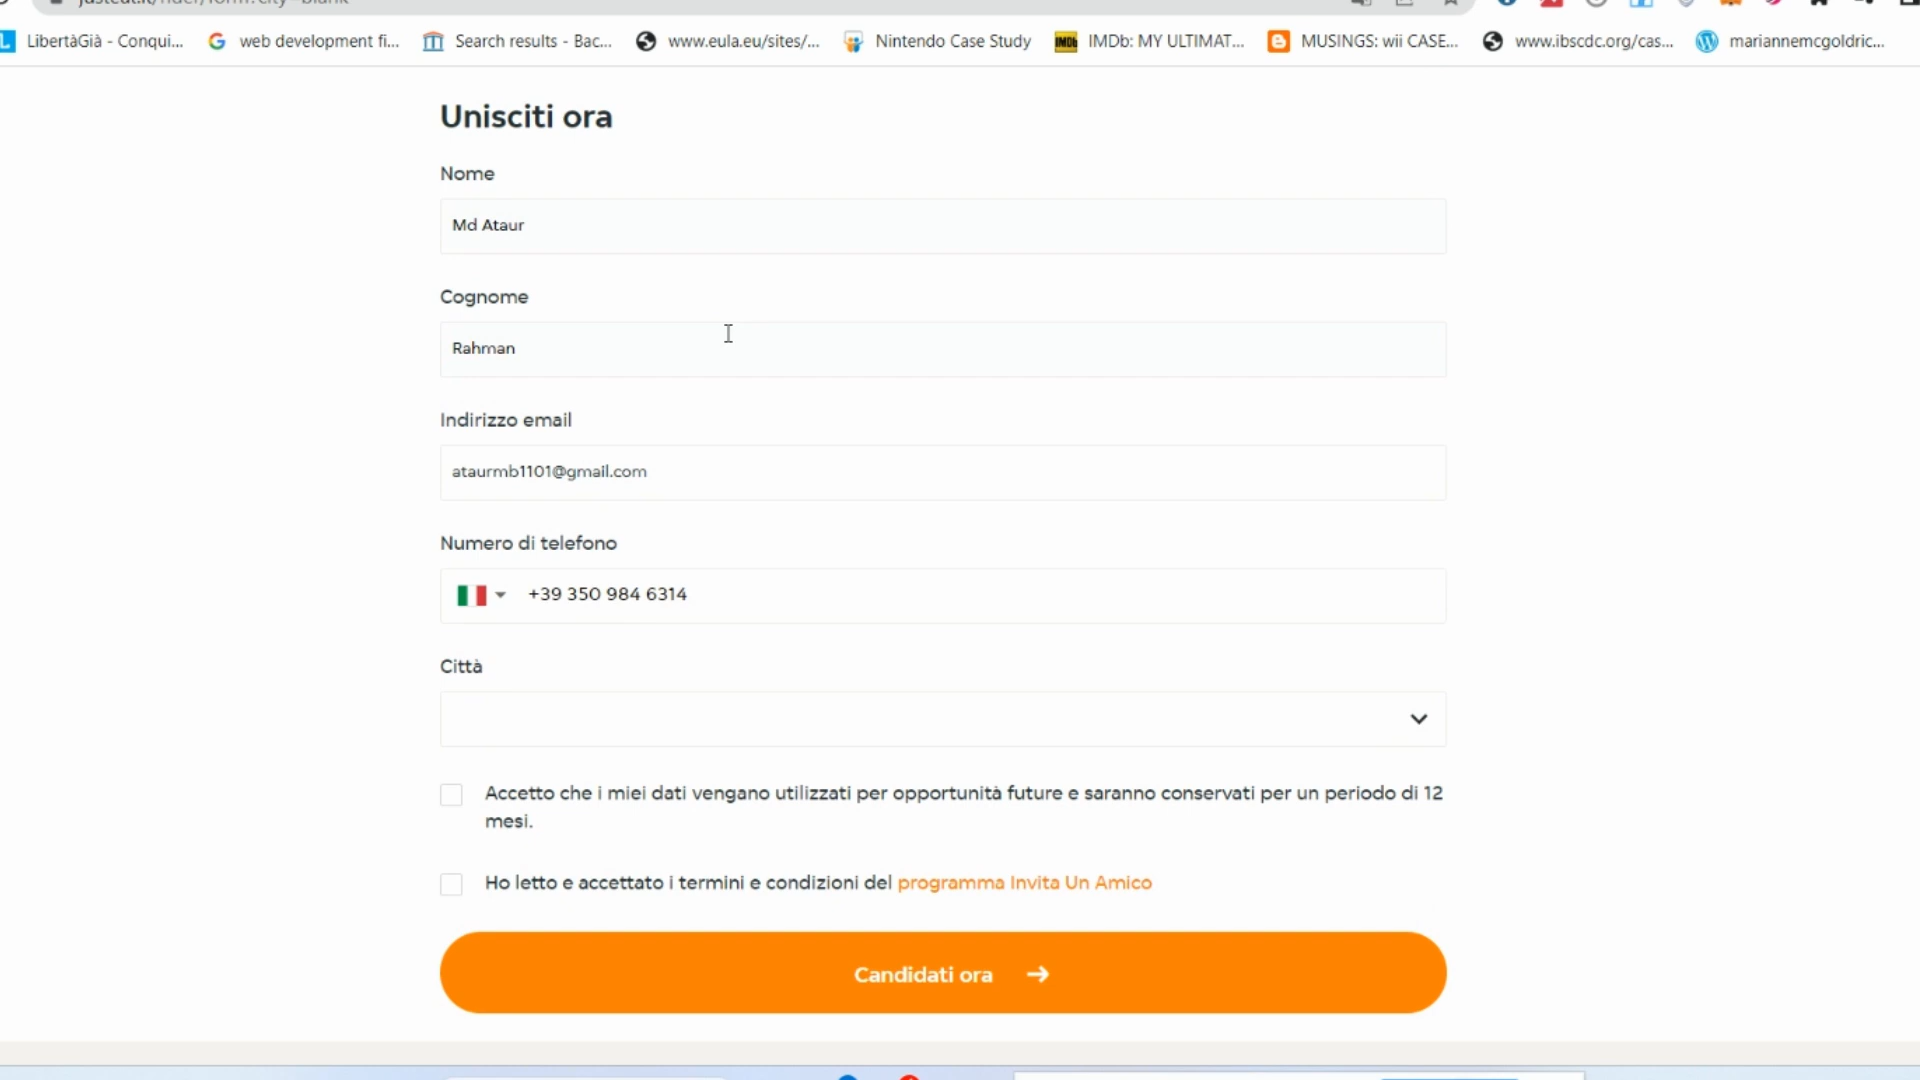 LibertàGià - Conqui...
web development fi...
Search results - Bac...
www.eula.eu/sites/...
Nintendo Case Study
IMDb: MY ULTIMAT...
MUSINGS: wii CASE...
www.ibscdc.org/cas...
mariannemcgoldric...
Unisciti ora
Nome
Md Ataur
Cognome
Rahman
Indirizzo email
ataurmb1101@gmail.com
Numero di telefono
+39 350 984 6314
Città
Accetto che i miei dati vengano utilizzati per opportunità future e saranno conservati per un periodo di 12
mesi.
Ho letto e accettato i termini e condizioni del programma Invita Un Amico
Candidati ora →